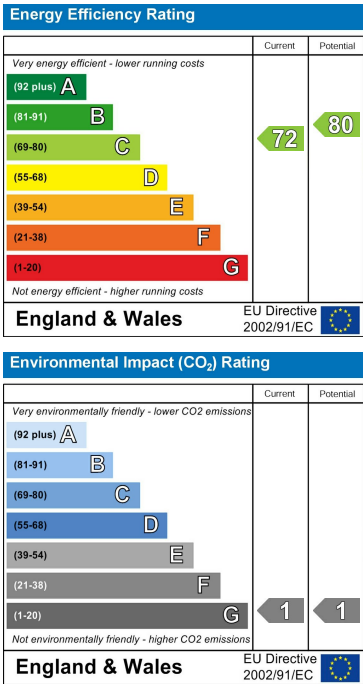 Energy Efficiency Rating
Current Potential
Very energy efficient - lower running costs
(92 plus) A
(81-91) B
(69-80) C
(55-68) D
(39-54) E
(21-38) F
(1-20) G
72
80
Not energy efficient - higher running costs
England & Wales
EU Directive
2002/91/EC
Environmental Impact (CO₂) Rating
Current Potential
Very environmentally friendly - lower CO2 emissions
(92 plus) A
(81-91) B
(69-80) C
(55-68) D
(39-54) E
(21-38) F
(1-20) G
1
1
Not environmentally friendly - higher CO2 emissions
England & Wales
EU Directive
2002/91/EC